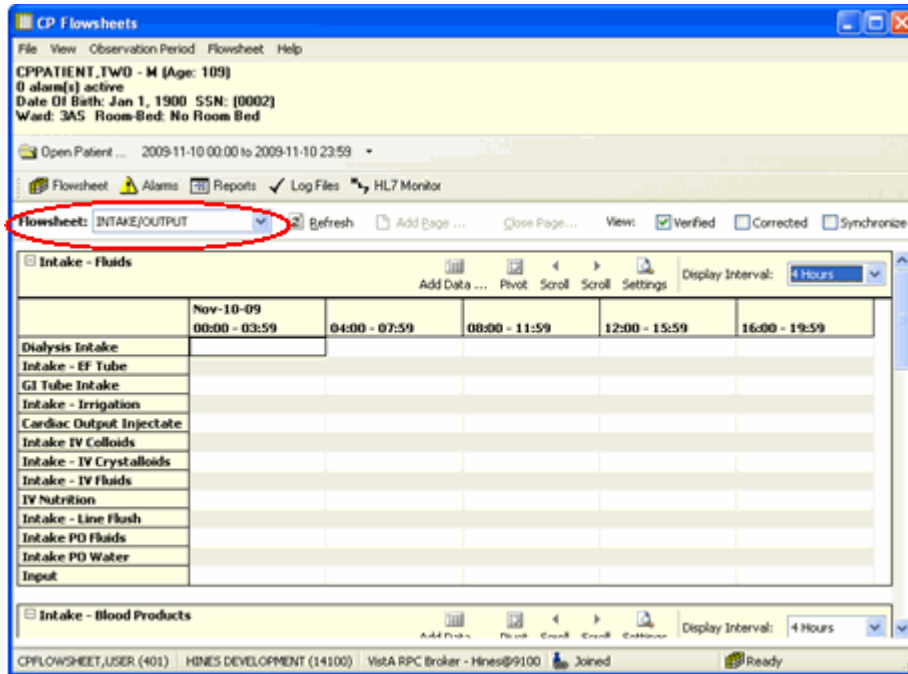 CP Flowsheets
File View Observation Period Flowsheet Help
CPPATIENT,TWO - M (Age: 109)
0 alarm(s) active
Date Of Birth: Jan 1, 1900 SSN: (0002)
Ward: 3AS Room-Bed: No Room Bed
Open Patient ... 2009-11-10 00:00 to 2009-11-10 23:59
Flowsheet Alarms Reports Log Files HL7 Monitor
Flowsheet: INTAKE/OUTPUT Refresh Add Page ... Close Page... View: Verified Corrected Synchronize
Intake - Fluids Add Data ... Pivot Scroll Scroll Settings Display Interval: 4 Hours
Nov-10-09
00:00 - 03:59 04:00 - 07:59 08:00 - 11:59 12:00 - 15:59 16:00 - 19:59
Dialysis Intake
Intake - EF Tube
GI Tube Intake
Intake - Irrigation
Cardiac Output Injectate
Intake IV Colloids
Intake - IV Crystalloids
Intake - IV Fluids
IV Nutrition
Intake - Line Flush
Intake PO Fluids
Intake PO Water
Input
Intake - Blood Products Display Interval: 4 Hours
CPFLOWSHEET,USER (401) HINES DEVELOPMENT (14100) VistA RPC Broker - Hines@9100 Joined Ready